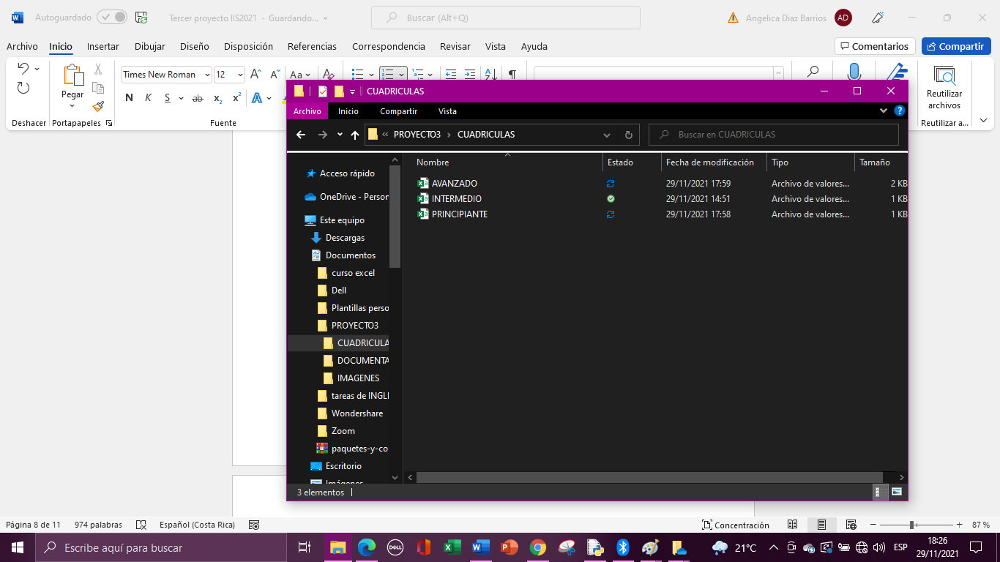 Autoguardado
Tercer proyecto IIS2021 - Guardando...
Buscar (Alt+Q)
Angelica Diaz Barrios
AD
Archivo
Inicio
Insertar
Dibujar
Diseño
Disposición
Referencias
Correspondencia
Revisar
Vista
Ayuda
Comentarios
Compartir
Times New Roman
12
Aa
Pegar
N K S ab x₂ x² A
Reutilizar
archivos
Deshacer
Portapapeles
Fuente
Reutilizar a...
CUADRICULAS
Archivo
Inicio
Compartir
Vista
« PROYECTO3 › CUADRICULAS
Buscar en CUADRICULAS
Nombre
Estado
Fecha de modificación
Tipo
Tamaño
AVANZADO 29/11/2021 17:59 Archivo de valores... 2 KB
INTERMEDIO 29/11/2021 14:51 Archivo de valores... 1 KB
PRINCIPIANTE 29/11/2021 17:58 Archivo de valores... 1 KB
Acceso rápido
OneDrive - Person
Este equipo
Descargas
Documentos
curso excel
Dell
Plantillas perso
PROYECTO3
CUADRICULA
DOCUMENTA
IMAGENES
tareas de INGLE
Wondershare
Zoom
paquetes-y-co
Escritorio
Imágenes
3 elementos
Página 8 de 11
974 palabras
Español (Costa Rica)
Concentración
87 %
Escribe aquí para buscar
DELL
21°C
ESP
18:26
29/11/2021